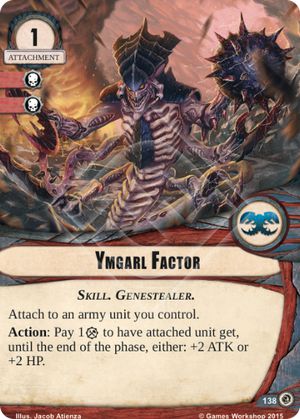 1
ATTACHMENT
YMGARL FACTOR
SKILL. GENESTEALER.
Attach to an army unit you control.
Action: Pay 1 to have attached unit get,
until the end of the phase, either: +2 ATK or
+2 HP.
138
Illus. Jacob Atienza
© Games Workshop 2015